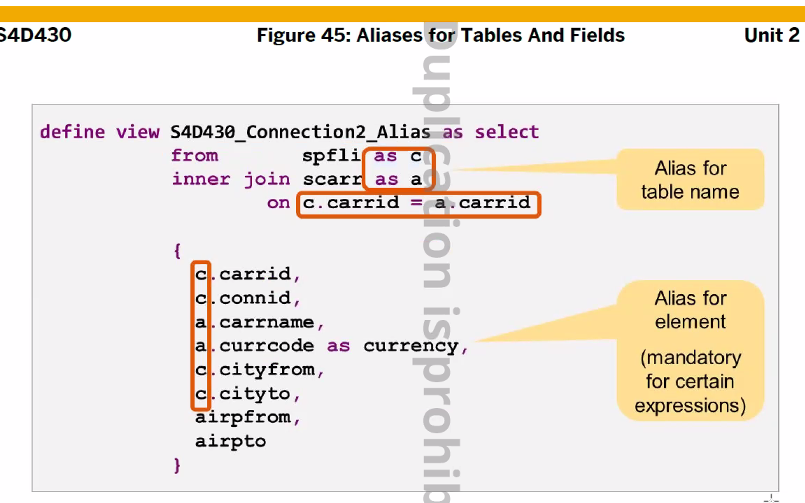 S4D430
Figure 45: Aliases for Tables And Fields
Unit 2
define view S4D430_Connection2_Alias as select
from spfli as c
inner join scarr as a
on c.carrid = a.carrid
{
c.carrid,
c.connid,
a.carrname,
a.currcode as currency,
c.cityfrom,
c.cityto,
airpfrom,
airpto
}
Alias for
table name
Alias for
element
(mandatory
for certain
expressions)
Duplication is prohib